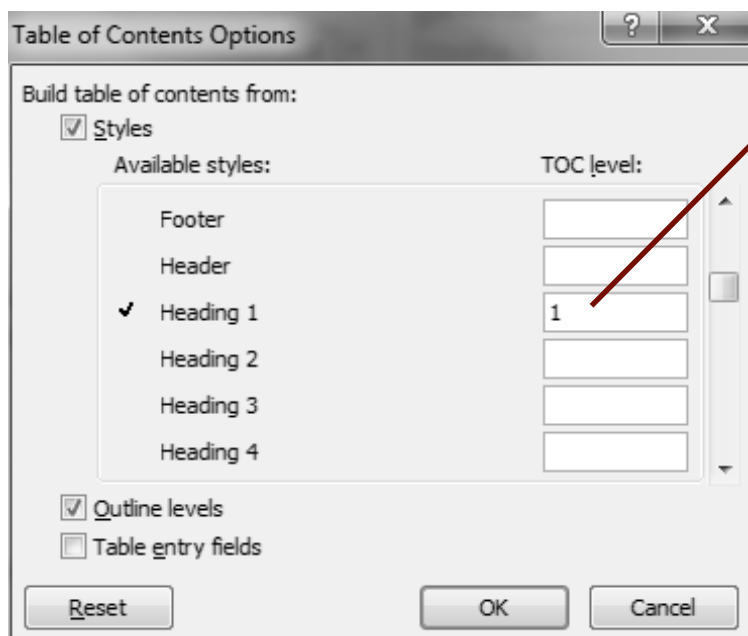 Table of Contents Options
Build table of contents from:
Styles
Available styles: TOC level:
Footer
Header
Heading 1 1
Heading 2
Heading 3
Heading 4
Outline levels
Table entry fields
Reset OK Cancel